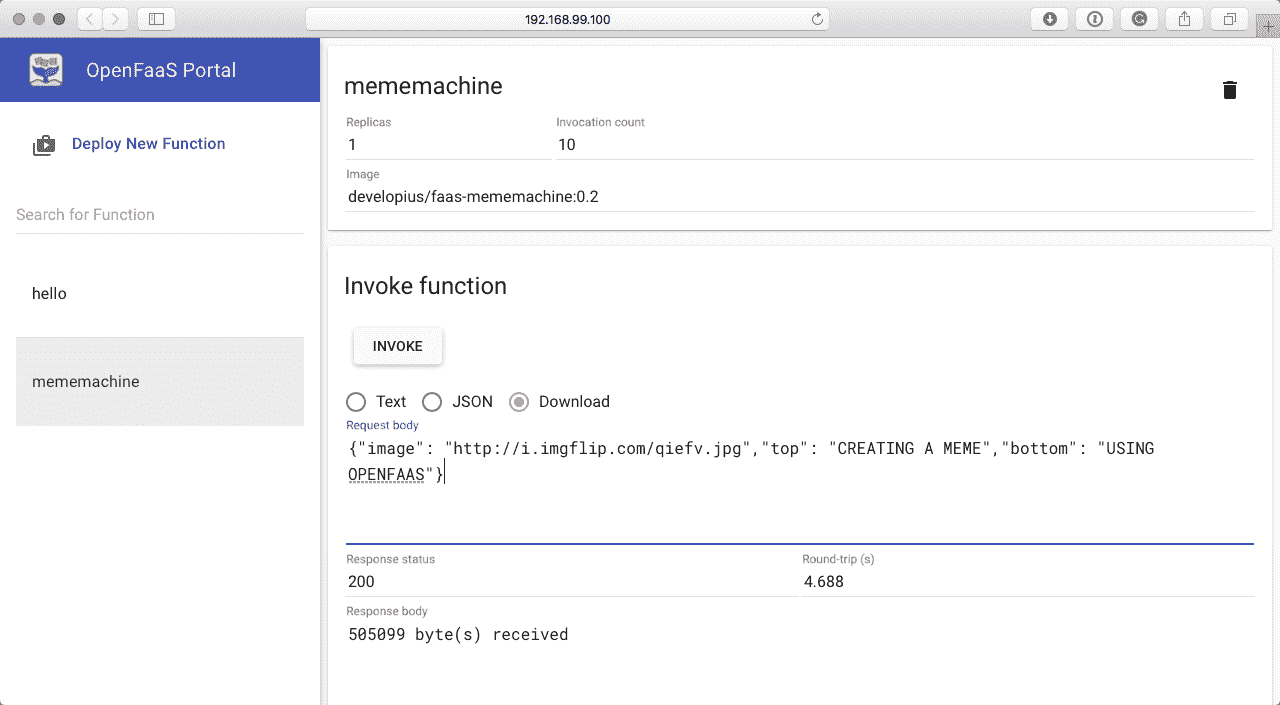 192.168.99.100
OpenFaaS Portal
Deploy New Function
Search for Function
hello
mememachine
mememachine
Replicas
Invocation count
1
10
Image
developius/faas-mememachine:0.2
Invoke function
INVOKE
Text
JSON
Download
Request body
{"image": "http://i.imgflip.com/qiefv.jpg","top": "CREATING A MEME","bottom": "USING
OPENFAAS"}
Response status
Round-trip (s)
200
4.688
Response body
505099 byte(s) received